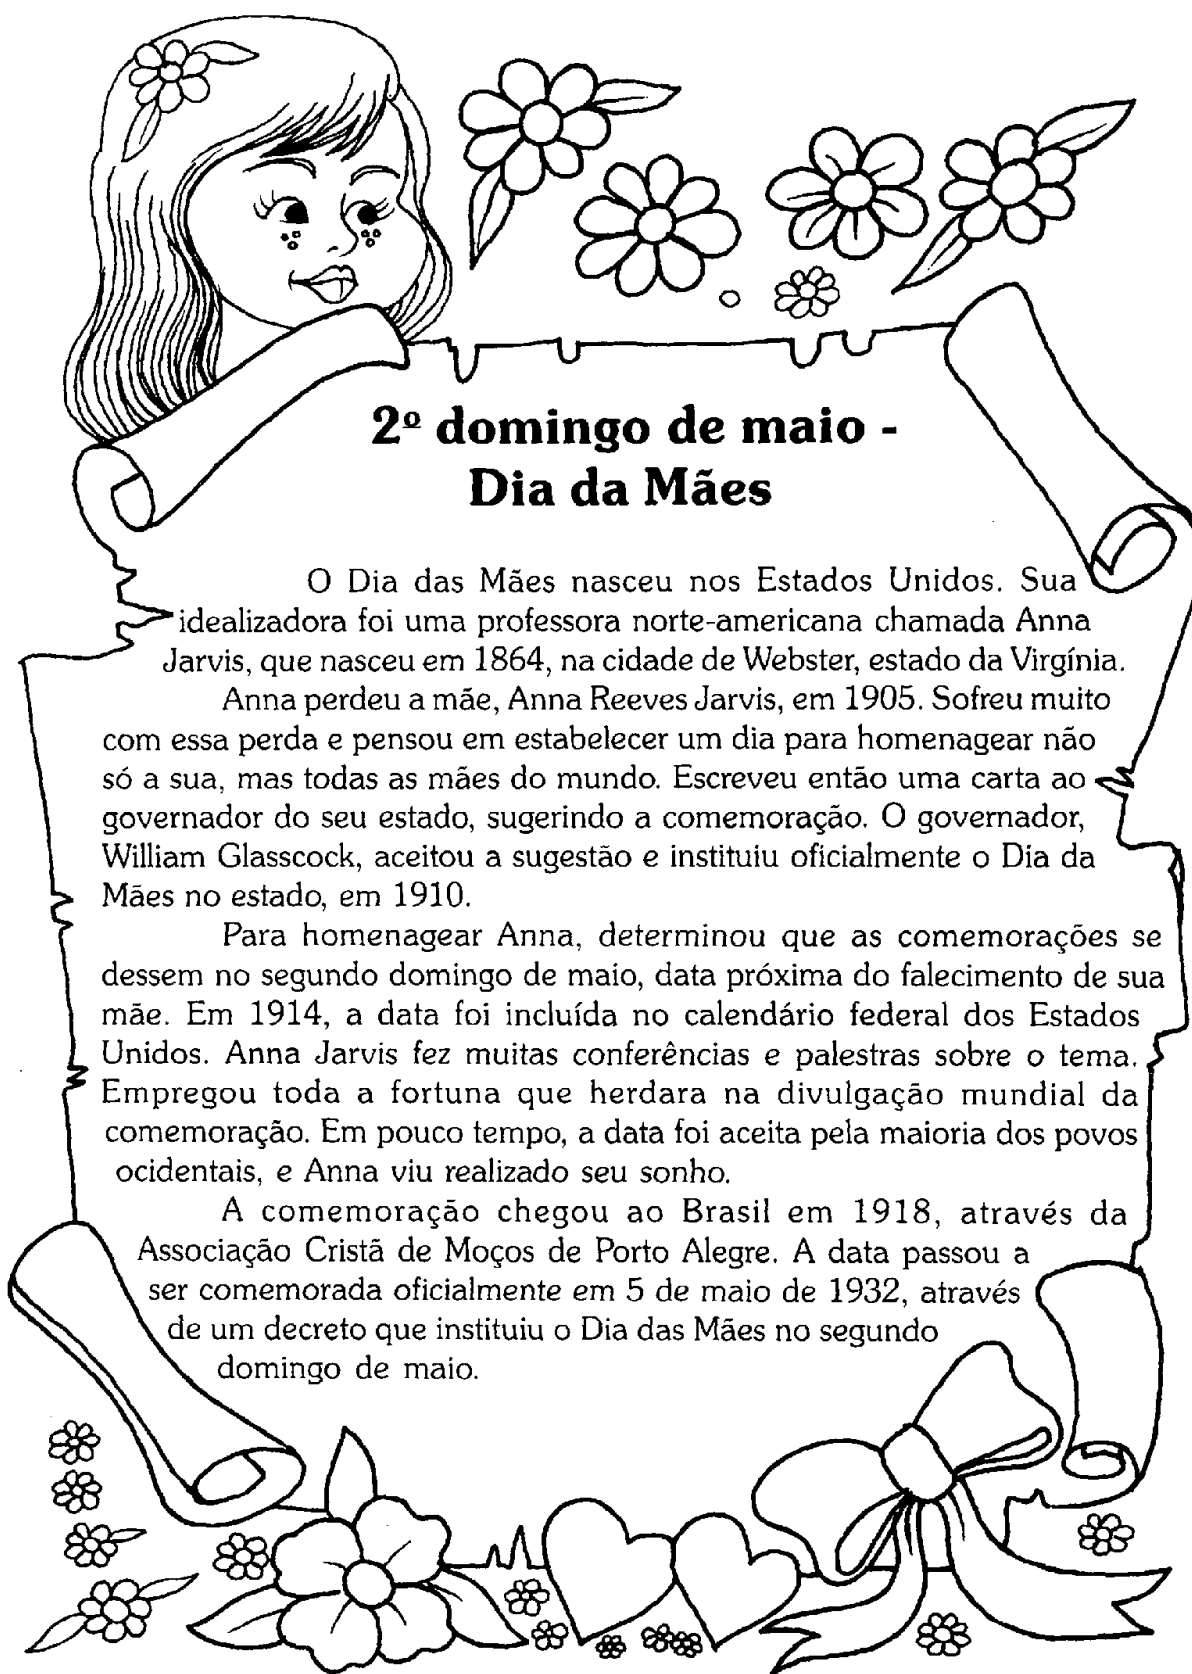 2º domingo de maio -
Dia da Mães
O Dia das Mães nasceu nos Estados Unidos. Sua
idealizadora foi uma professora norte-americana chamada Anna
Jarvis, que nasceu em 1864, na cidade de Webster, estado da Virgínia.
Anna perdeu a mãe, Anna Reeves Jarvis, em 1905. Sofreu muito
com essa perda e pensou em estabelecer um dia para homenagear não
só a sua, mas todas as mães do mundo. Escreveu então uma carta ao
governador do seu estado, sugerindo a comemoração. O governador,
William Glasscock, aceitou a sugestão e instituiu oficialmente o Dia da
Mães no estado, em 1910.
Para homenagear Anna, determinou que as comemorações se
dessem no segundo domingo de maio, data próxima do falecimento de sua
mãe. Em 1914, a data foi incluída no calendário federal dos Estados
Unidos. Anna Jarvis fez muitas conferências e palestras sobre o tema.
Empregou toda a fortuna que herdara na divulgação mundial da
comemoração. Em pouco tempo, a data foi aceita pela maioria dos povos
ocidentais, e Anna viu realizado seu sonho.
A comemoração chegou ao Brasil em 1918, através da
Associação Cristã de Moços de Porto Alegre. A data passou a
ser comemorada oficialmente em 5 de maio de 1932, através
de um decreto que instituiu o Dia das Mães no segundo
domingo de maio.